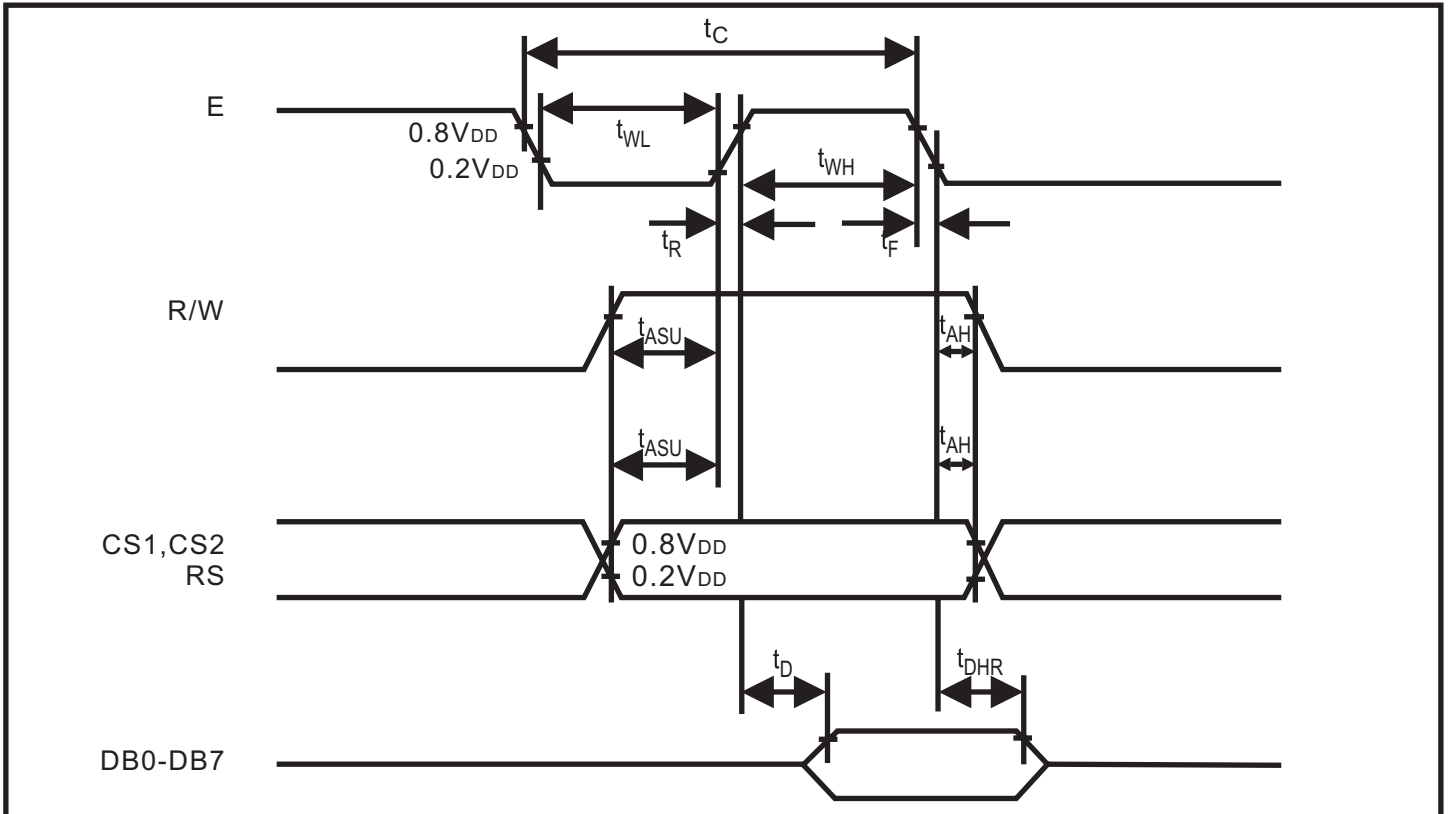 tC
E
0.8VDD
tWL
0.2VDD
tWH
tR
tF
R/W
tASU
tAH
tASU
tAH
CS1,CS2
RS
0.8VDD
0.2VDD
tD
tDHR
DB0-DB7